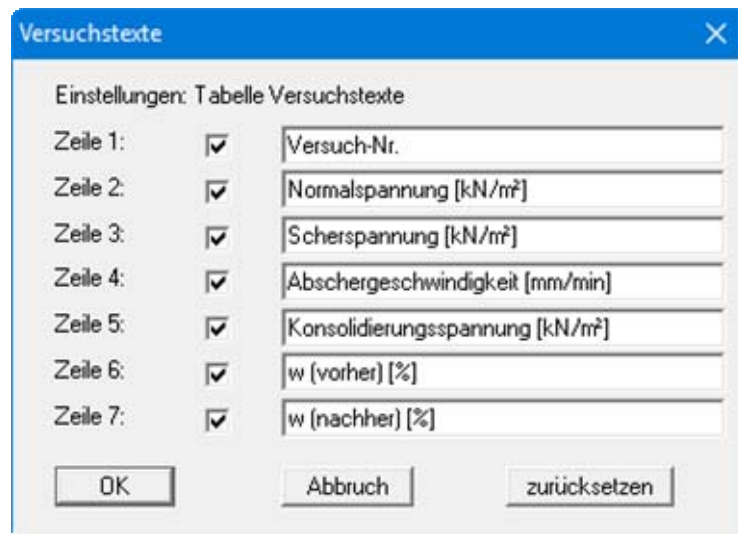 Versuchstexte
Einstellungen: Tabelle Versuchstexte
Zeile 1: Versuch-Nr.
Zeile 2: Normalspannung [kN/m²]
Zeile 3: Scherspannung [kN/m²]
Zeile 4: Abschergeschwindigkeit [mm/min]
Zeile 5: Konsolidierungsspannung [kN/m²]
Zeile 6: w (vorher) [%]
Zeile 7: w (nachher) [%]
OK Abbruch zurücksetzen